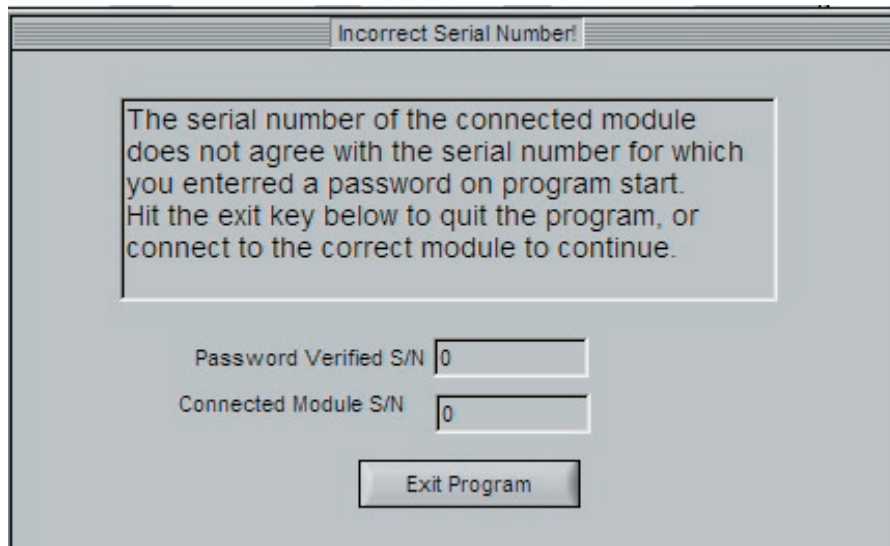 Incorrect Serial Number!
The serial number of the connected module
does not agree with the serial number for which
you enterred a password on program start.
Hit the exit key below to quit the program, or
connect to the correct module to continue.
Password Verified S/N 0
Connected Module S/N 0
Exit Program